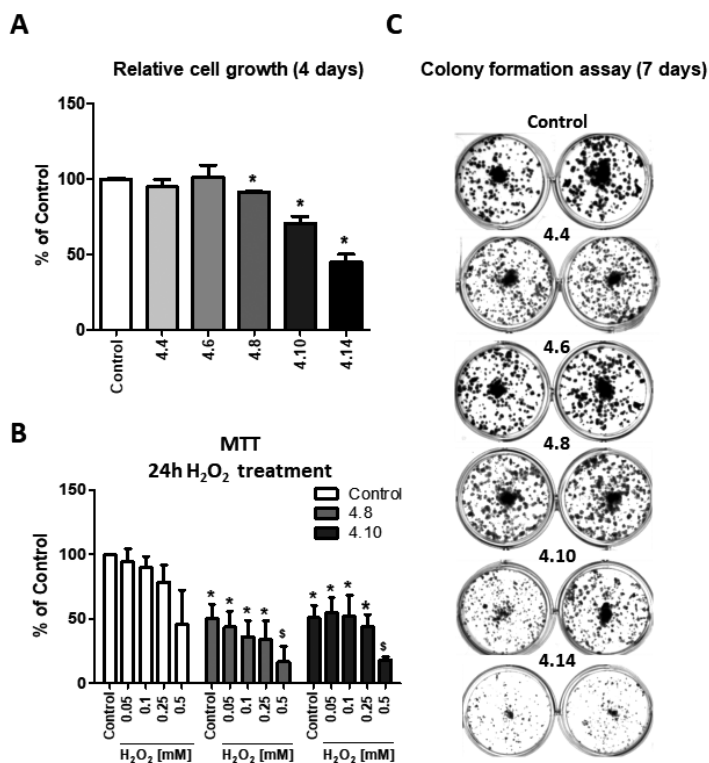 A
Relative cell growth (4 days)
150
100
50
0
% of Control
*
*
*
Control
4.4
4.6
4.8
4.10
4.14
B
MTT
24h H₂O₂ treatment
Control
4.8
4.10
150
100
50
0
% of Control
* * * * $
* * * * $
Control 0.05 0.1 0.25 0.5 Control 0.05 0.1 0.25 0.5 Control 0.05 0.1 0.25 0.5
H₂O₂ [mM] H₂O₂ [mM] H₂O₂ [mM]
C
Colony formation assay (7 days)
Control
4.4
4.6
4.8
4.10
4.14